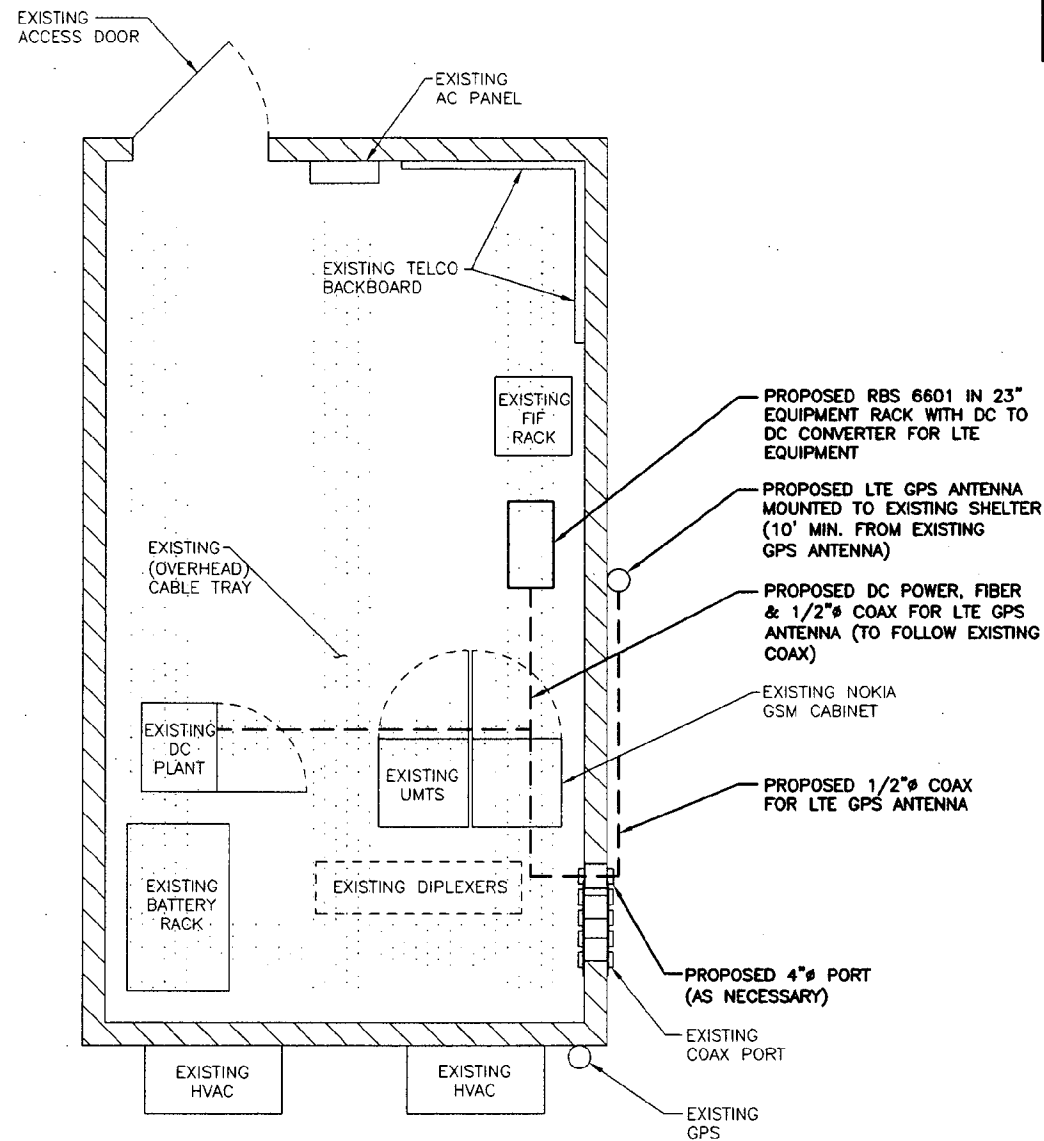 EXISTING
ACCESS DOOR
EXISTING
AC PANEL
EXISTING TELCO
BACKBOARD
EXISTING
FIF
RACK
PROPOSED RBS 6601 IN 23"
EQUIPMENT RACK WITH DC TO
DC CONVERTER FOR LTE
EQUIPMENT
PROPOSED LTE GPS ANTENNA
MOUNTED TO EXISTING SHELTER
(10' MIN. FROM EXISTING
GPS ANTENNA)
EXISTING
(OVERHEAD)
CABLE TRAY
PROPOSED DC POWER, FIBER
& 1/2"ø COAX FOR LTE GPS
ANTENNA (TO FOLLOW EXISTING
COAX)
EXISTING NOKIA
GSM CABINET
EXISTING
DC
PLANT
EXISTING
UMTS
PROPOSED 1/2"ø COAX
FOR LTE GPS ANTENNA
EXISTING
BATTERY
RACK
EXISTING DIPLEXERS
PROPOSED 4"ø PORT
(AS NECESSARY)
EXISTING
COAX PORT
EXISTING
HVAC
EXISTING
HVAC
EXISTING
GPS